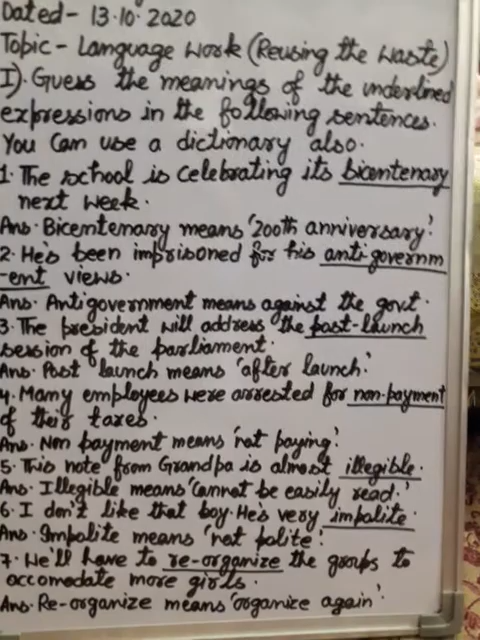 Dated - 13.10.2020
Topic - Language work (Reusing the waste)
I). Guess the meanings of the underlined
expressions in the following sentences.
You can use a dictionary also.
1. The school is celebrating its bicentenary
next week.
Ans. Bicentenary means '200th anniversary'.
2. He's been imprisoned for his anti-governm
-ent views.
Ans. Antigovernment means against the govt.
3. The president will address the post-launch
session of the parliament.
Ans. Post launch means 'after launch.'
4. Many employees were arrested for non-payment
of their taxes.
Ans. Non payment means 'not paying'.
5. This note from Grandpa is almost illegible.
Ans. Illegible means 'cannot be easily read.'
6. I don't like that boy. He's very impolite.
Ans. Impolite means 'not polite'.
7. We'll have to re-organize the groups to
accomodate more girls.
Ans. Re-organize means 'organize again'